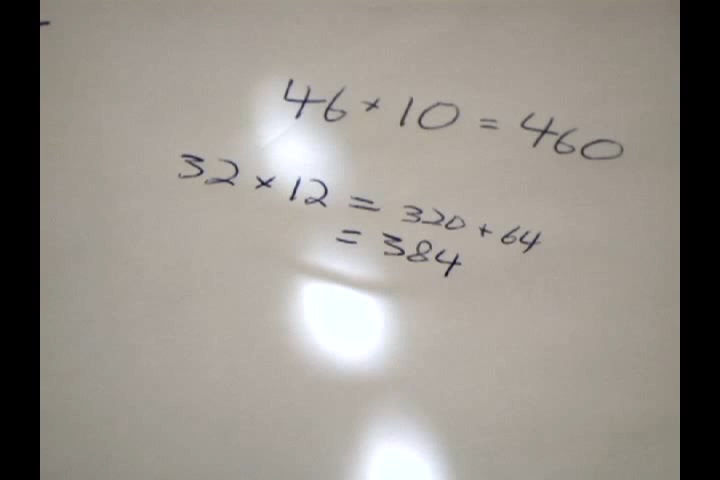 46 × 10 = 460
32 × 12 = 320 + 64
= 384